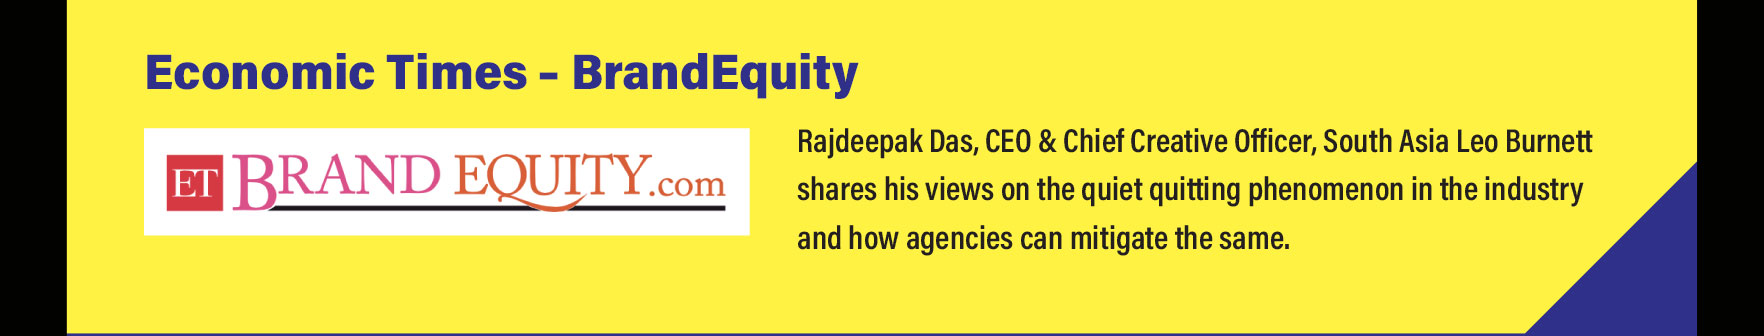 Economic Times – BrandEquity
ET BRAND EQUITY.com
Rajdeepak Das, CEO & Chief Creative Officer, South Asia Leo Burnett
shares his views on the quiet quitting phenomenon in the industry
and how agencies can mitigate the same.